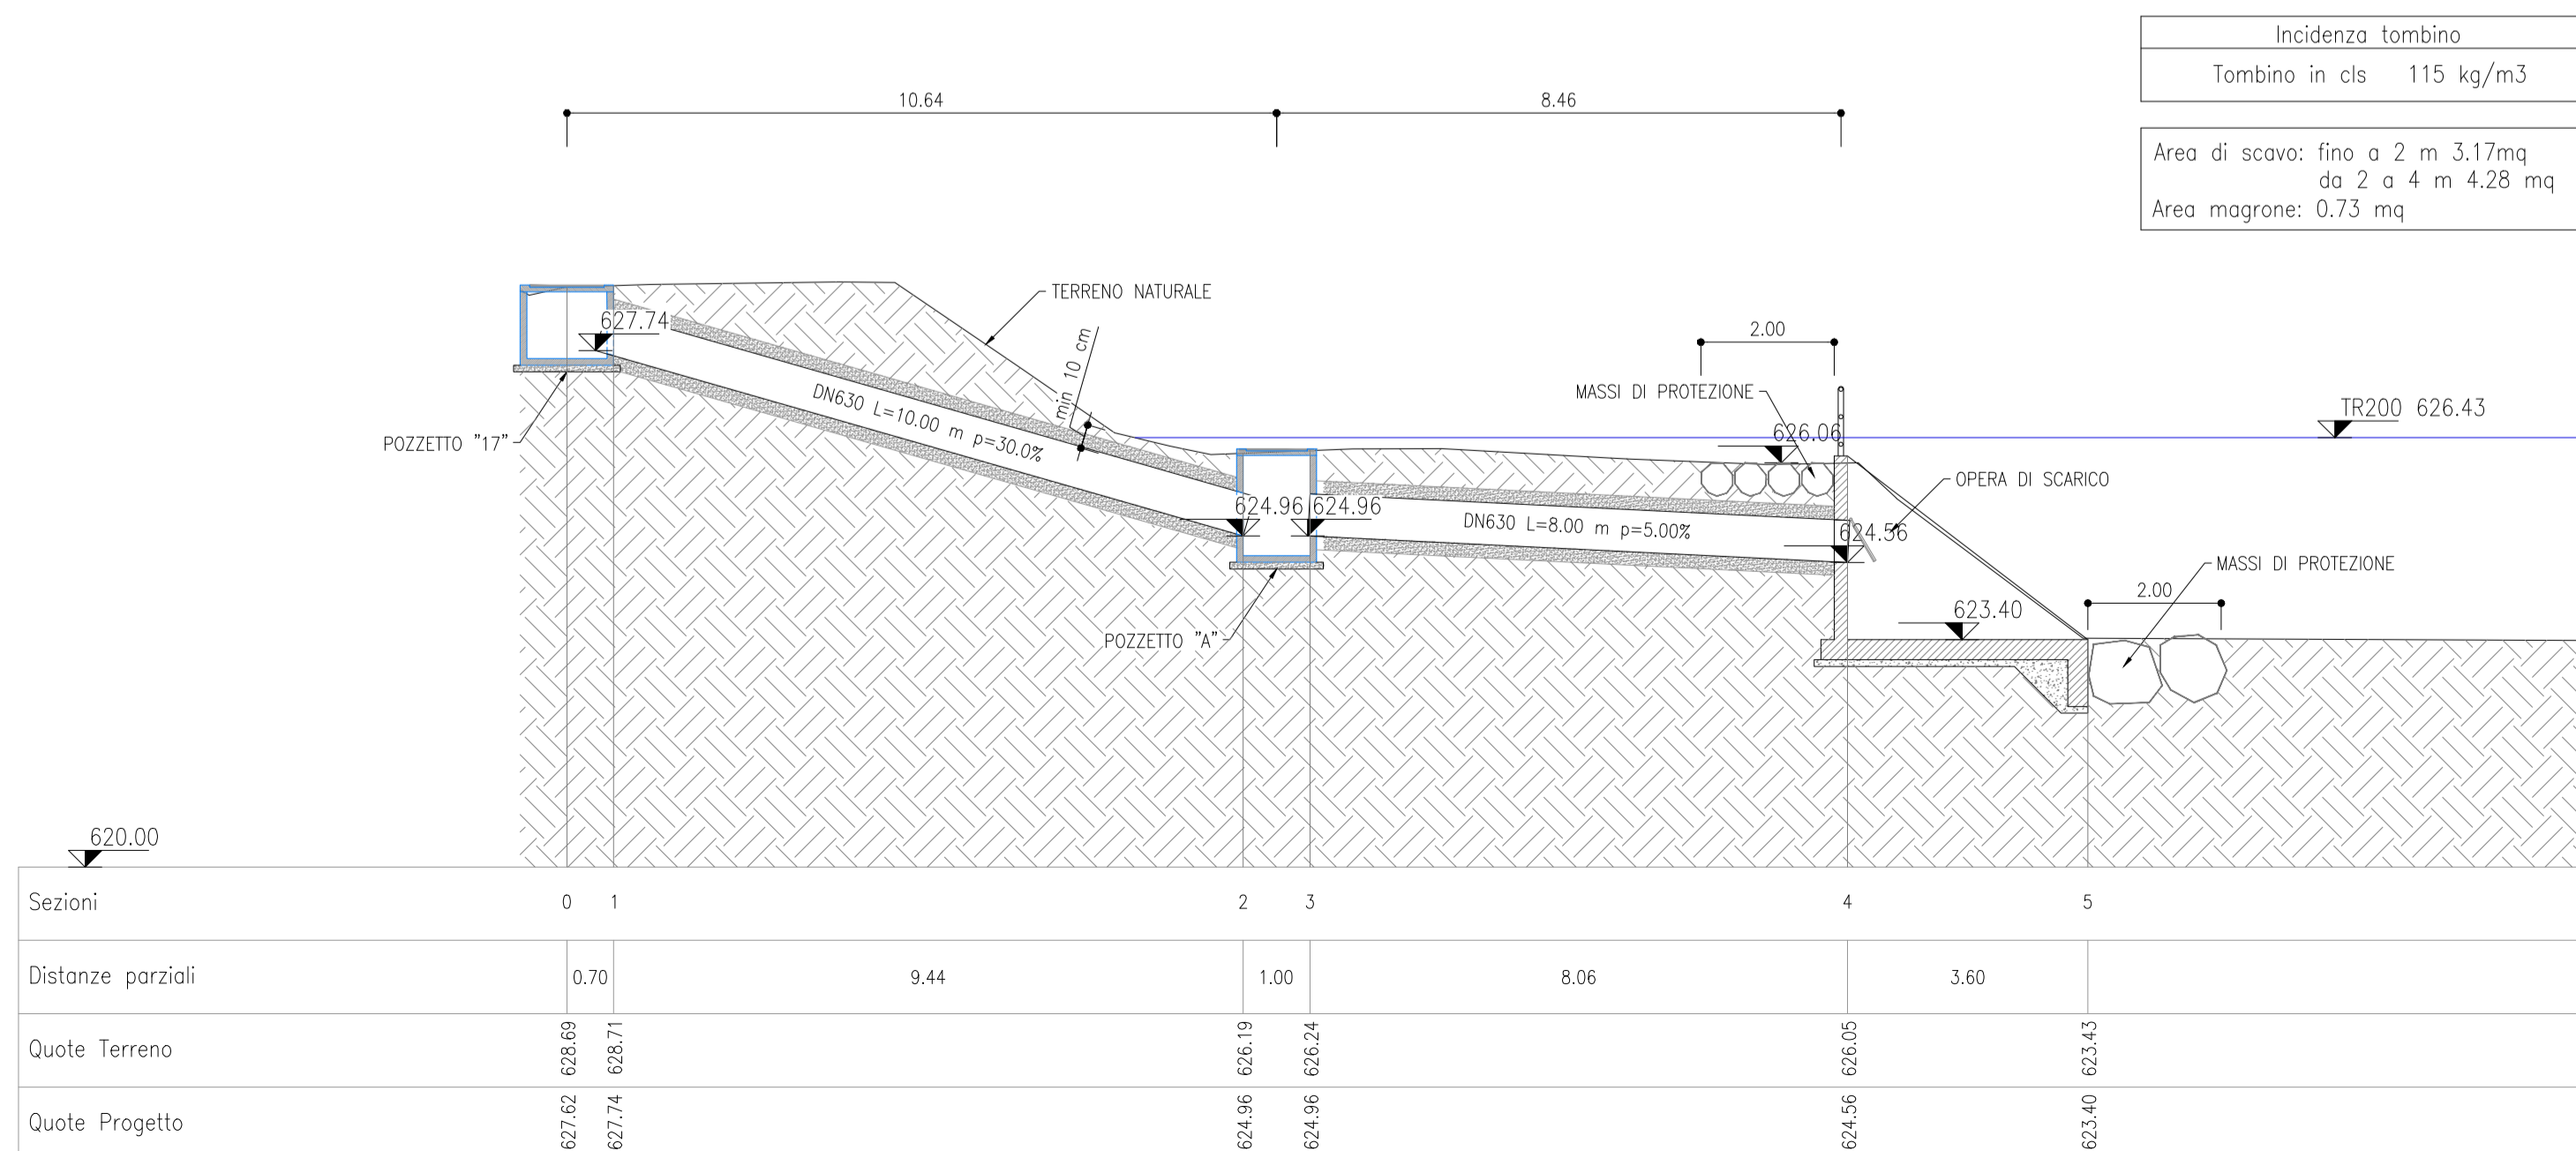 Incidenza tombino
Tombino in cls 115 kg/m3
10.64
8.46
Area di scavo: fino a 2 m 3.17mq
da 2 a 4 m 4.28 mq
Area magrone: 0.73 mq
TERRENO NATURALE
627.74
min 10 cm
2.00
MASSI DI PROTEZIONE
DN630 L=10.00 m p=30.0%
TR200 626.43
626.06
POZZETTO "17"
OPERA DI SCARICO
624.96
624.96
DN630 L=8.00 m p=5.00%
624.56
MASSI DI PROTEZIONE
2.00
623.40
POZZETTO "A"
620.00
Sezioni 0 1 2 3 4 5
Distanze parziali 0.70 9.44 1.00 8.06 3.60
Quote Terreno 628.69 628.71 626.19 626.24 626.05 623.43
Quote Progetto 627.62 627.74 624.96 624.96 624.56 623.40